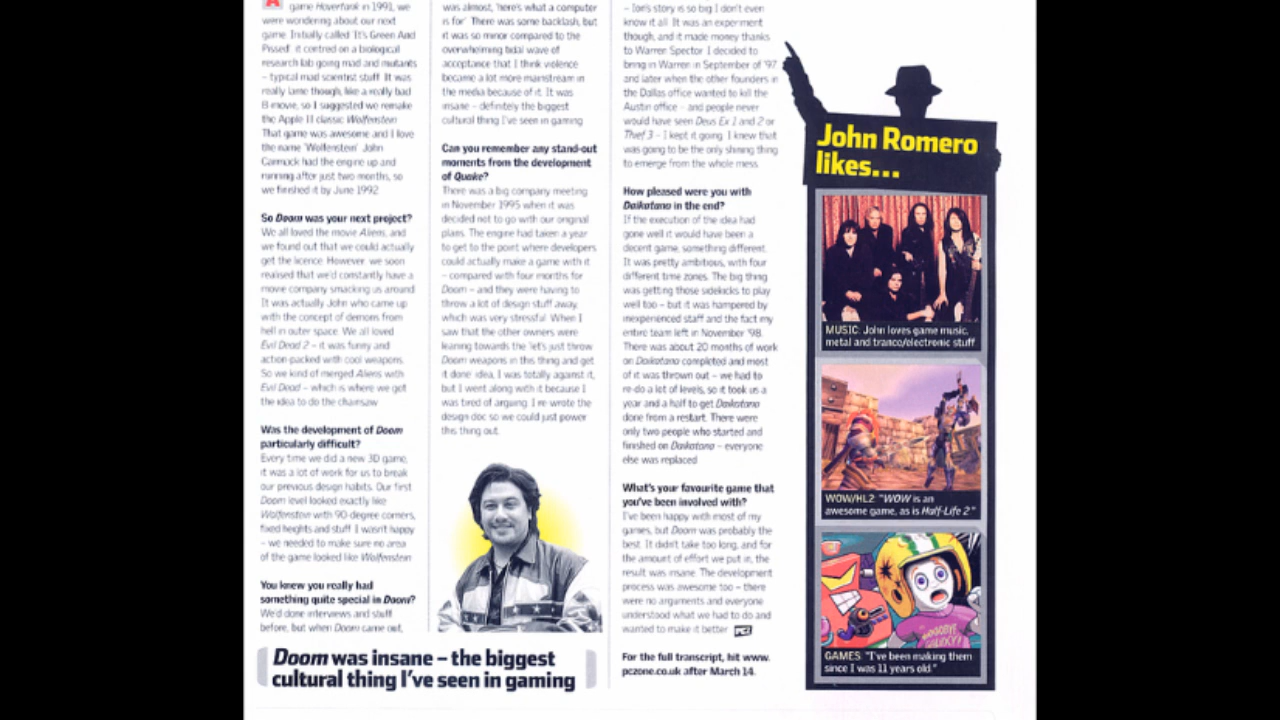 A
game Hovertank in 1991, we
were wondering about our next
game. Initially called 'It's Green And
Pissed' it centred on a biological
research lab going mad and mutants
– typical mad scientist stuff. It was
really lame though, like a really bad
B-movie, so I suggested we remake
the Apple II classic Wolfenstein
That game was awesome and I love
the name 'Wolfenstein' John
Carmack had the engine up and
running after just two months, so
we finished it by June 1992
So Doom was your next project?
We all loved the movie Aliens, and
we found out that we could actually
get the licence. However, we soon
realised that we'd constantly have a
movie company smacking us around
It was actually John who came up
with the concept of demons from
hell in outer space. We all loved
Evil Dead 2 – it was funny and
action packed with cool weapons.
So we kind of merged Aliens with
Evil Dead – which is where we got
the idea to do the chainsaw
Was the development of Doom
particularly difficult?
Every time we did a new 3D game,
it was a lot of work for us to break
our previous design habits. Our first
Doom level looked exactly like
Wolfenstein with 90-degree corners,
fixed heights and stuff. I wasn't happy
– we needed to make sure no area
of the game looked like Wolfenstein
You knew you really had
something quite special in Doom?
We'd done interviews and stuff
before, but when Doom came out,
was almost, 'here's what a computer
is for' There was some backlash, but
it was so minor compared to the
overwhelming tidal wave of
acceptance that I think violence
became a lot more mainstream in
the media because of it. It was
insane – definitely the biggest
cultural thing I've seen in gaming
Can you remember any stand-out
moments from the development
of Quake?
There was a big company meeting
in November 1995 when it was
decided not to go with our original
plans. The engine had taken a year
to get to the point where developers
could actually make a game with it
– compared with four months for
Doom – and they were having to
throw a lot of design stuff away,
which was very stressful. When I
saw that the other owners were
leaning towards the 'let's just throw
Doom weapons in this thing and get
it done' idea, I was totally against it,
but I went along with it because I
was tired of arguing. I re-wrote the
design doc so we could just power
this thing out.
Doom was insane – the biggest
cultural thing I've seen in gaming
– Ion's story is so big I don't even
know it all. It was an experiment
though, and it made money thanks
to Warren Spector. I decided to
bring in Warren in September of '97
and later when the other founders in
the Dallas office wanted to kill the
Austin office – and people never
would have seen Deus Ex 1 and 2 or
Thief 3 – I kept it going. I knew that
was going to be the only shining thing
to emerge from the whole mess.
How pleased were you with
Daikatana in the end?
If the execution of the idea had
gone well it would have been a
decent game, something different.
It was pretty ambitious, with four
different time zones. The big thing
was getting those sidekicks to play
well too – but it was hampered by
inexperienced staff and the fact my
entire team left in November '98.
There was about 20 months of work
on Daikatana completed and most
of it was thrown out – we had to
re-do a lot of levels, so it took us a
year and a half to get Daikatana
done from a restart. There were
only two people who started and
finished on Daikatana – everyone
else was replaced
What's your favourite game that
you've been involved with?
I've been happy with most of my
games, but Doom was probably the
best. It didn't take too long, and for
the amount of effort we put in, the
result was insane. The development
process was awesome too – there
were no arguments and everyone
understood what we had to do and
wanted to make it better PCZ
For the full transcript, hit www.
pczone.co.uk after March 14.
John Romero
likes...
MUSIC: John loves game music,
metal and trance/electronic stuff
WOW/HL2: "WOW is an
awesome game, as is Half-Life 2"
GOODBYE
GALAXY!
GAMES: "I've been making them
since I was 11 years old."